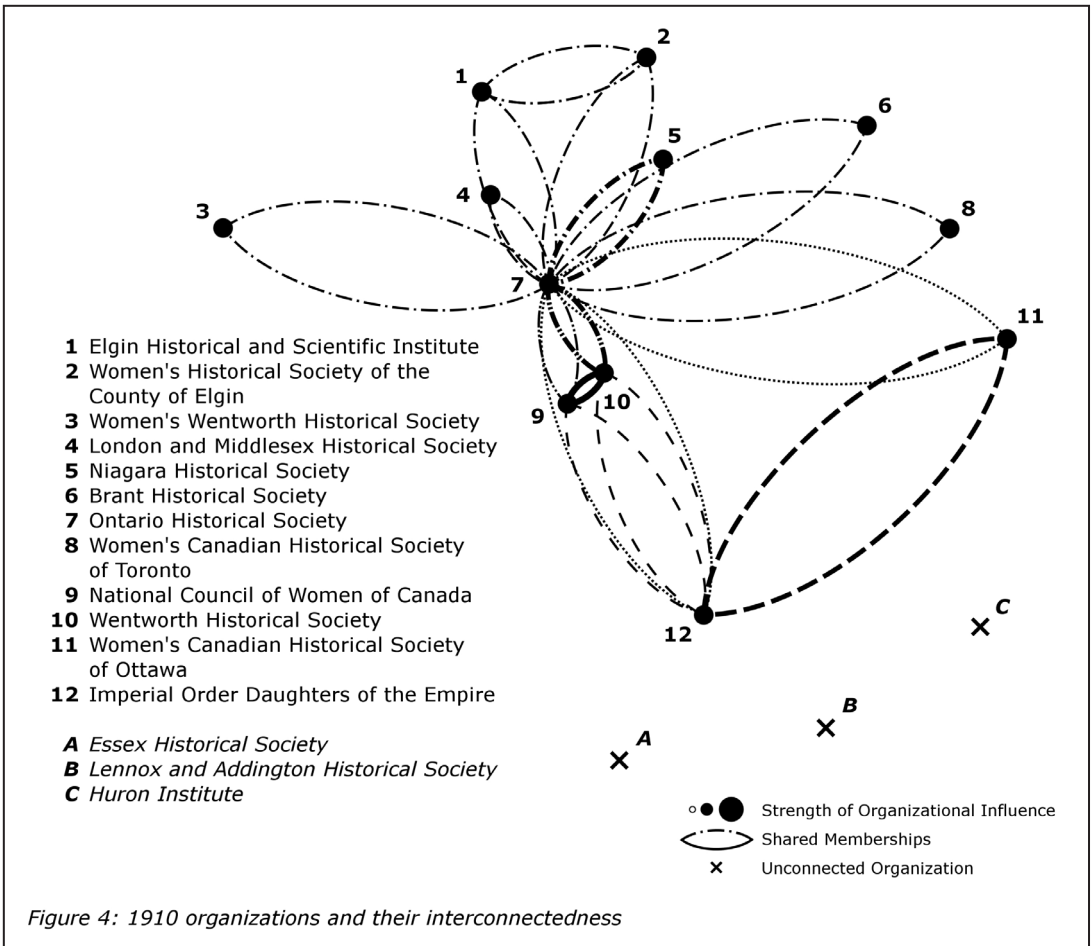 2
1
6
5
4
3
8
7
11
1 Elgin Historical and Scientific Institute
2 Women's Historical Society of the
County of Elgin
3 Women's Wentworth Historical Society
4 London and Middlesex Historical Society
5 Niagara Historical Society
6 Brant Historical Society
7 Ontario Historical Society
8 Women's Canadian Historical Society
of Toronto
9 National Council of Women of Canada
10 Wentworth Historical Society
11 Women's Canadian Historical Society
of Ottawa
12 Imperial Order Daughters of the Empire
A Essex Historical Society
B Lennox and Addington Historical Society
C Huron Institute
10
9
12
C
B
A
Strength of Organizational Influence
Shared Memberships
Unconnected Organization
Figure 4: 1910 organizations and their interconnectedness